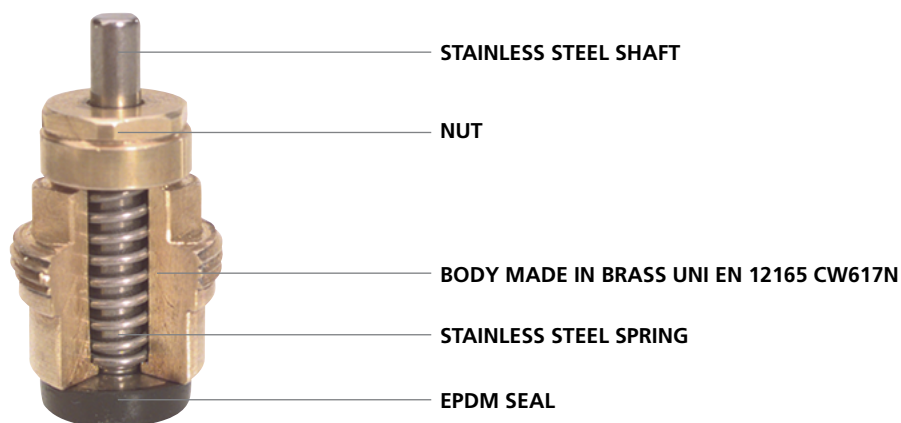 STAINLESS STEEL SHAFT
NUT
BODY MADE IN BRASS UNI EN 12165 CW617N
STAINLESS STEEL SPRING
EPDM SEAL